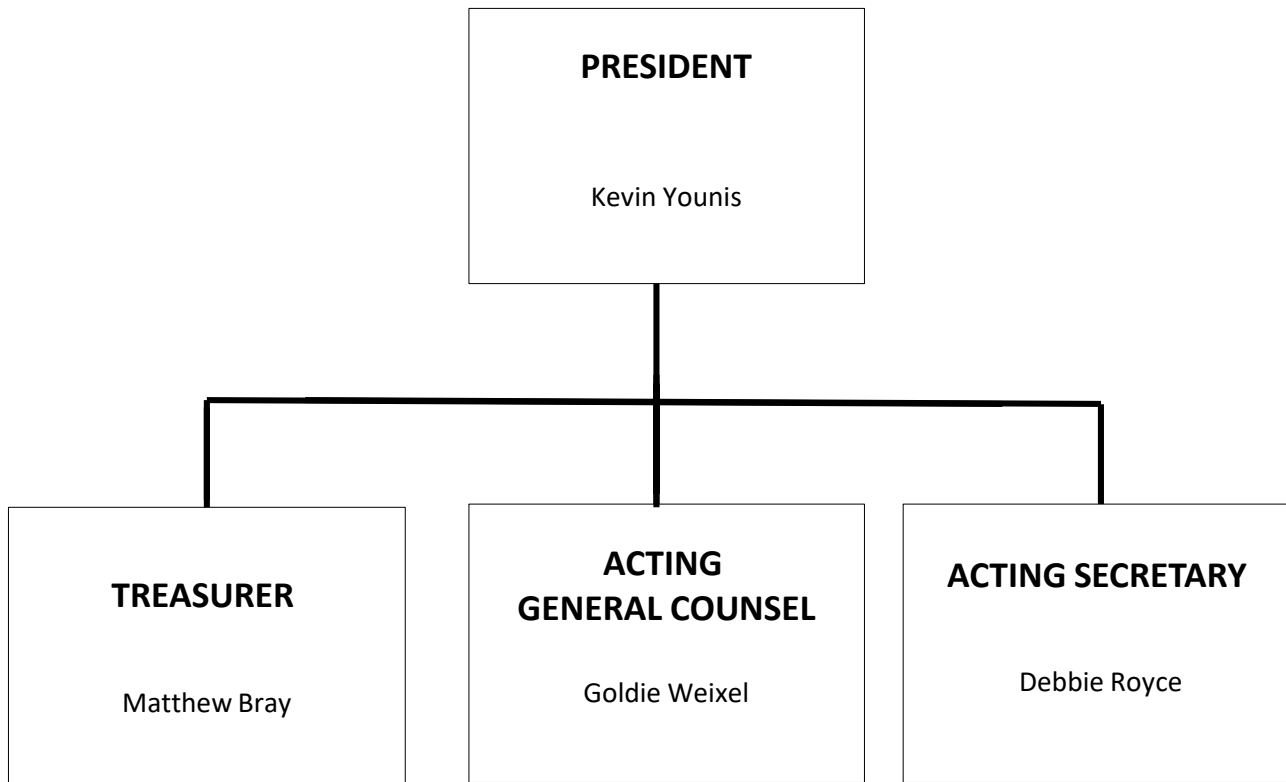 PRESIDENT
Kevin Younis
TREASURER
Matthew Bray
ACTING
GENERAL COUNSEL
Goldie Weixel
ACTING SECRETARY
Debbie Royce